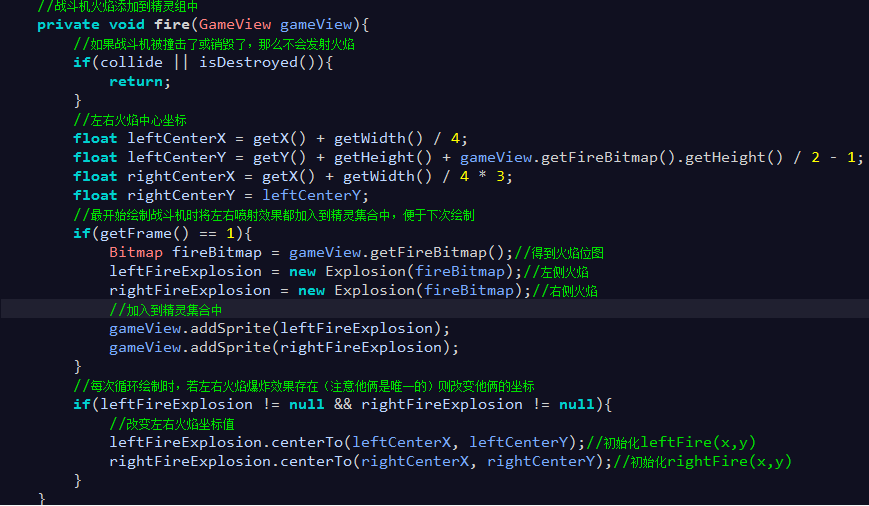 //战斗机火焰添加到精灵组中
private void fire(GameView gameView){
//如果战斗机被撞击了或销毁了，那么不会发射火焰
if(collide || isDestroyed()){
return;
}
//左右火焰中心坐标
float leftCenterX = getX() + getWidth() / 4;
float leftCenterY = getY() + getHeight() + gameView.getFireBitmap().getHeight() / 2 - 1;
float rightCenterX = getX() + getWidth() / 4 * 3;
float rightCenterY = leftCenterY;
//最开始绘制战斗机时将左右喷射效果都加入到精灵集合中，便于下次绘制
if(getFrame() == 1){
Bitmap fireBitmap = gameView.getFireBitmap();//得到火焰位图
leftFireExplosion = new Explosion(fireBitmap);//左侧火焰
rightFireExplosion = new Explosion(fireBitmap);//右侧火焰
//加入到精灵集合中
gameView.addSprite(leftFireExplosion);
gameView.addSprite(rightFireExplosion);
}
//每次循环绘制时，若左右火焰爆炸效果存在（注意他俩是唯一的）则改变他俩的坐标
if(leftFireExplosion != null && rightFireExplosion != null){
//改变左右火焰坐标值
leftFireExplosion.centerTo(leftCenterX, leftCenterY);//初始化leftFire(x,y)
rightFireExplosion.centerTo(rightCenterX, rightCenterY);//初始化rightFire(x,y)
}
}